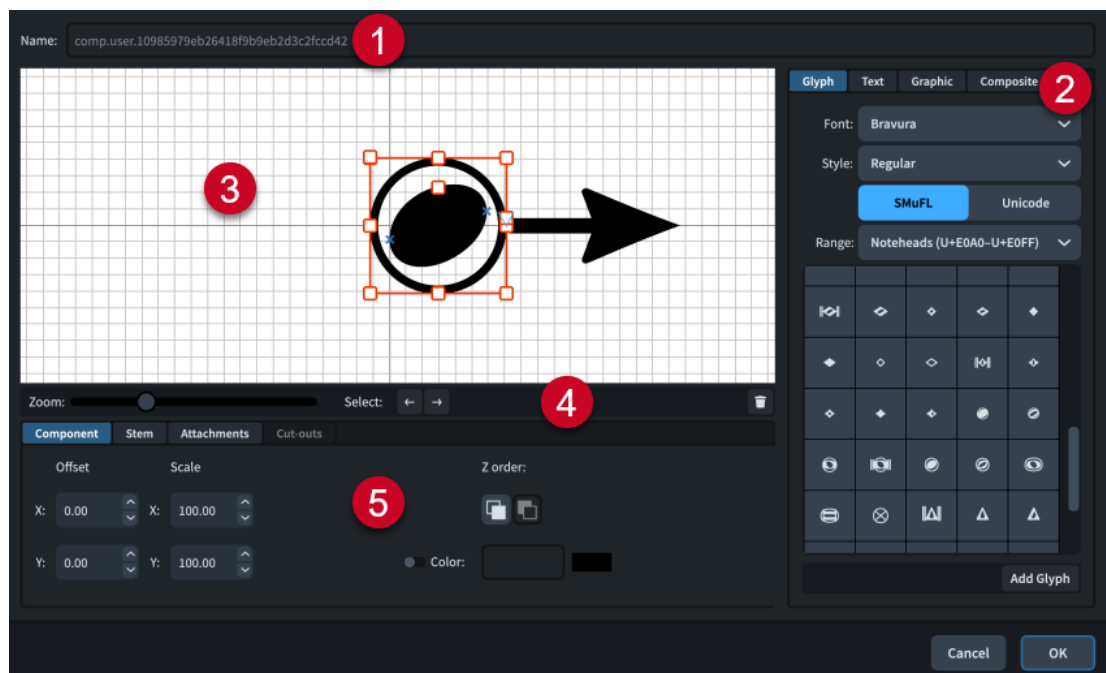 Name: comp.user.10985979eb26418f9b9eb2d3c2fccd42
1
Glyph Text Graphic Composite
2
Font: Bravura
Style: Regular
SMuFL Unicode
Range: Noteheads (U+E0A0–U+E0FF)
3
Zoom: Select: ← →
4
Component Stem Attachments Cut-outs
Offset Scale Z order:
X: 0.00 X: 100.00
5
Y: 0.00 Y: 100.00 Color:
Add Glyph
Cancel OK